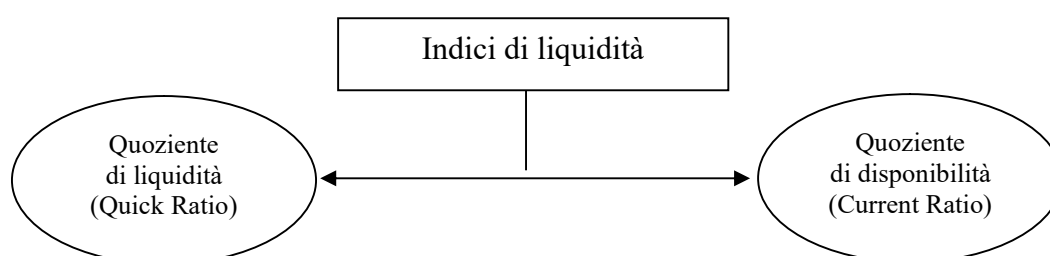 Indici di liquidità
Quoziente
di liquidità
(Quick Ratio)
Quoziente
di disponibilità
(Current Ratio)